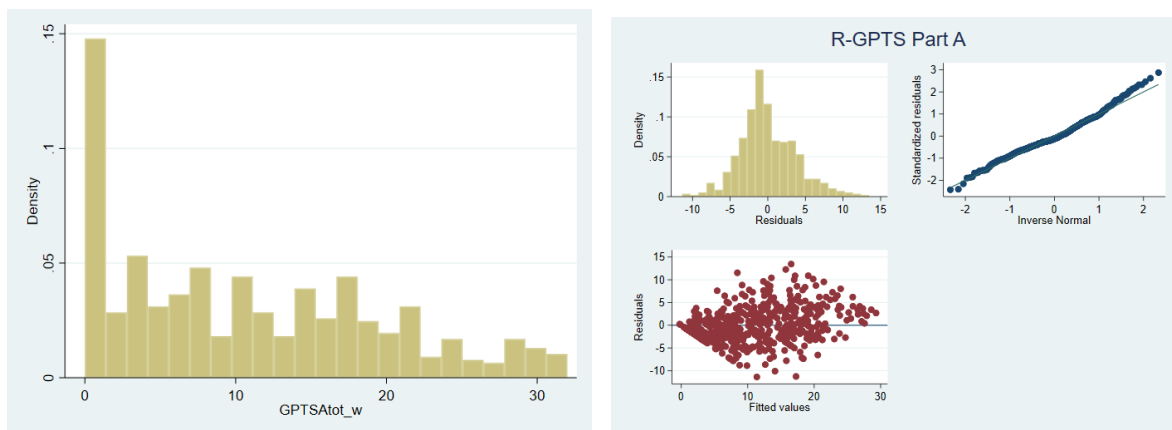 .15
.1
.05
0
Density
0 10 20 30
GPTSAtot_w
R-GPTS Part A
.15
.1
.05
0
Density
-10 -5 0 5 10 15
Residuals
3
2
1
0
-1
-2
Standardized residuals
-2 -1 0 1 2
Inverse Normal
15
10
5
0
-5
-10
Residuals
0 10 20 30
Fitted values